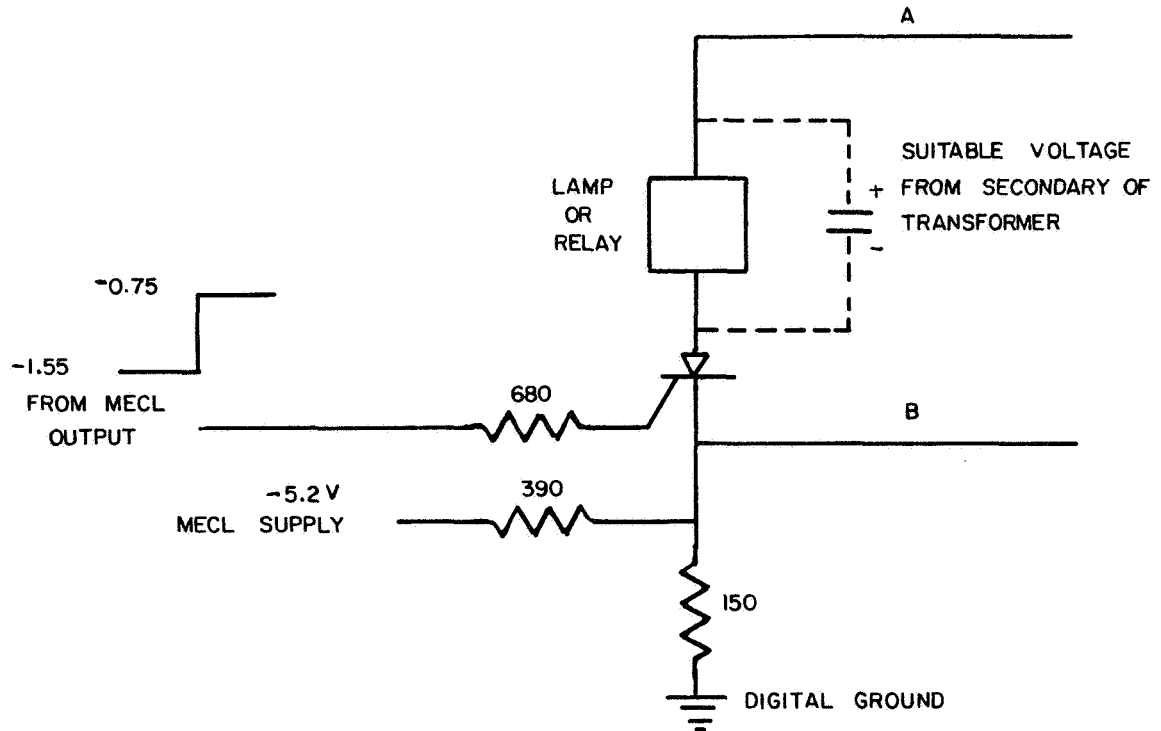 A
SUITABLE VOLTAGE
+ FROM SECONDARY OF
TRANSFORMER
-
LAMP
OR
RELAY
-0.75
-1.55
FROM MECL
OUTPUT
680
B
-5.2V
MECL SUPPLY
390
150
DIGITAL GROUND